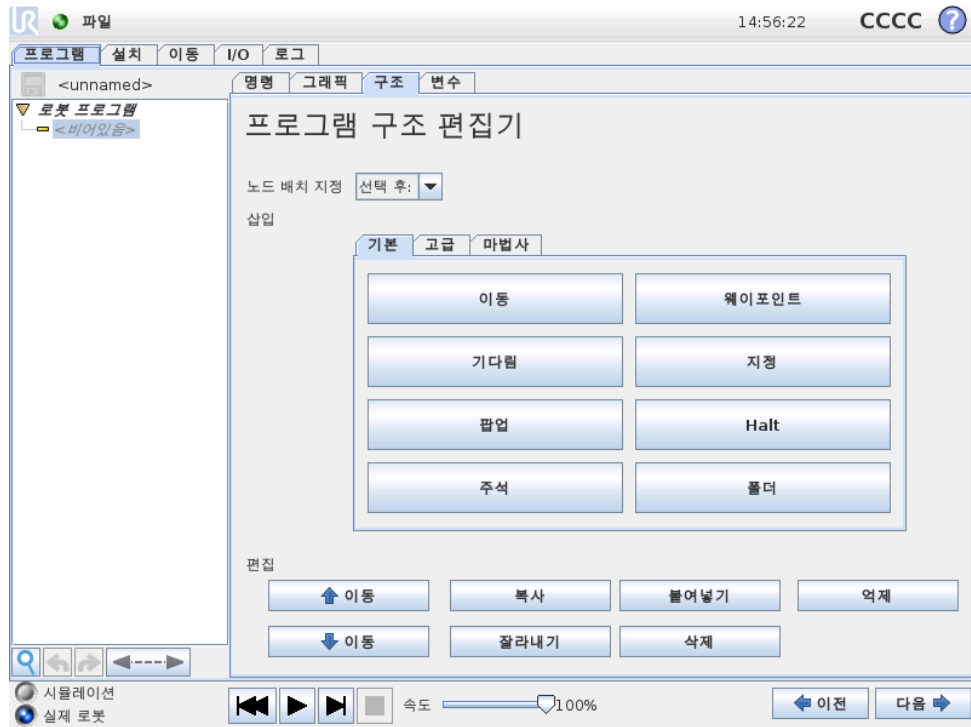 UR 파일 14:56:22 CCCC ?
프로그램 설치 이동 I/O 로그
<unnamed>
명령 그래픽 구조 변수
로봇 프로그램
<비어있음>
프로그램 구조 편집기
노드 배치 지정 선택 후:
삽입
기본 고급 마법사
이동 웨이포인트
기다림 지정
팝업 Halt
주석 폴더
편집
이동 복사 붙여넣기 억제
이동 잘라내기 삭제
시뮬레이션
실제 로봇
속도 100%
이전 다음